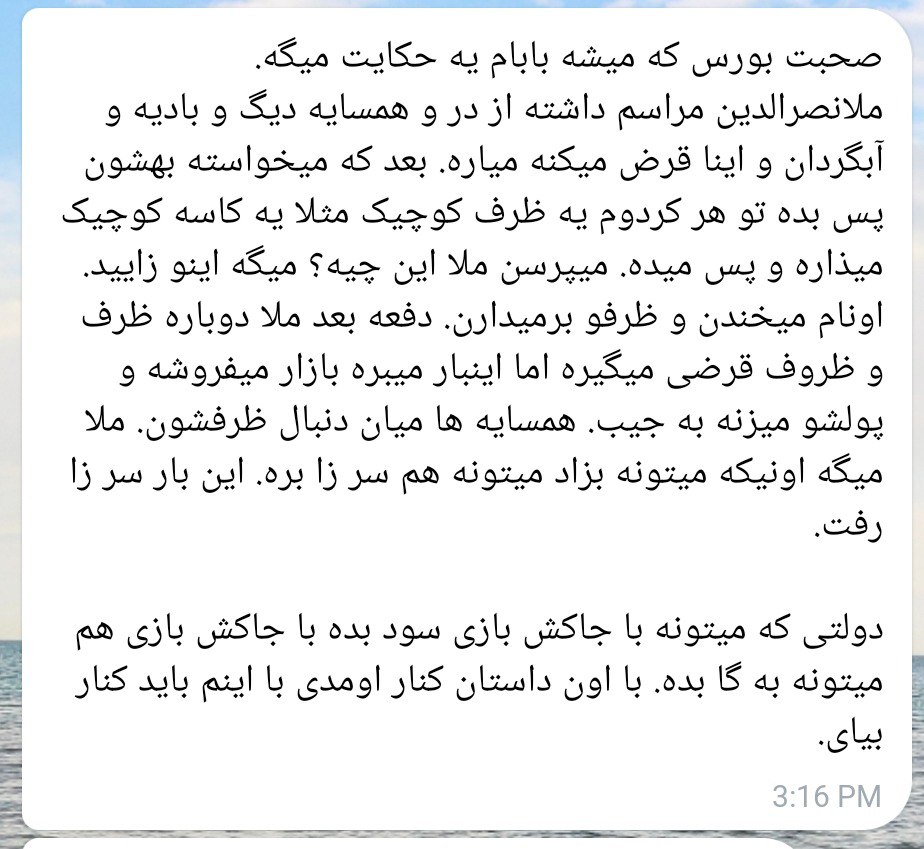 صحبت بورس که میشه بابام یه حکایت میگه.
ملانصرالدین مراسم داشته از در و همسایه دیگ و بادیه و
آبگردان و اینا قرض میکنه میاره. بعد که میخواسته بهشون
پس بده تو هر کردوم یه ظرف کوچیک مثلا یه کاسه کوچیک
میذاره و پس میده. میپرسن ملا این چیه؟ میگه اینو زایید.
اونام میخندن و ظرفو برمیدارن. دفعه بعد ملا دوباره ظرف
و ظروف قرضی میگیره اما اینبار میبره بازار میفروشه و
پولشو میزنه به جیب. همسایه ها میان دنبال ظرفشون. ملا
میگه اونیکه میتونه بزاد میتونه هم سر زا بره. این بار سر زا
رفت.

دولتی که میتونه با جاکش بازی سود بده با جاکش بازی هم
میتونه به گا بده. با اون داستان کنار اومدی با اینم باید کنار
بیای.
3:16 PM